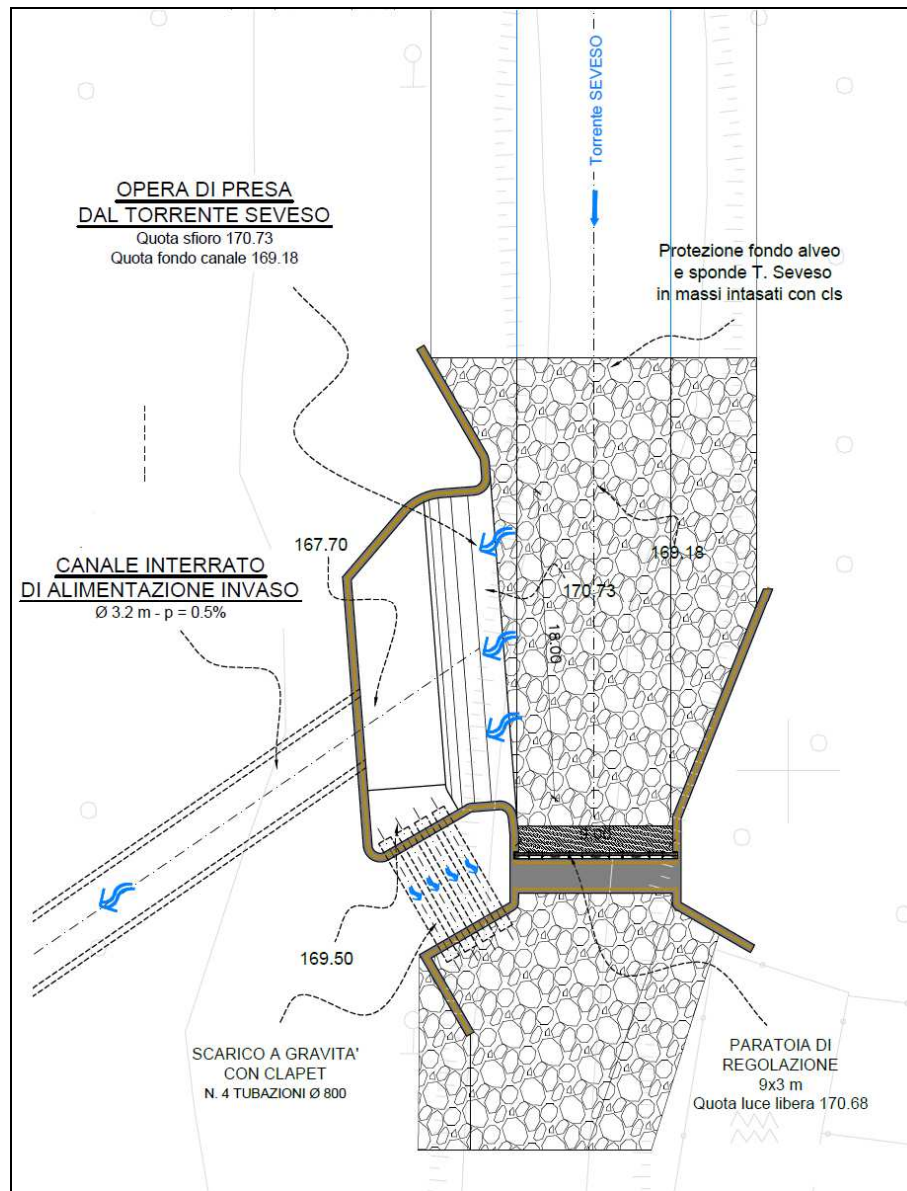 Torrente SEVESO
OPERA DI PRESA
DAL TORRENTE SEVESO
Quota sfioro 170.73
Quota fondo canale 169.18
Protezione fondo alveo
e sponde T. Seveso
in massi intasati con cls
167.70
169.18
CANALE INTERRATO
DI ALIMENTAZIONE INVASO
Ø 3.2 m - p = 0.5%
170.73
18.00
9.00
169.50
SCARICO A GRAVITA'
CON CLAPET
N. 4 TUBAZIONI Ø 800
PARATOIA DI
REGOLAZIONE
9x3 m
Quota luce libera 170.68